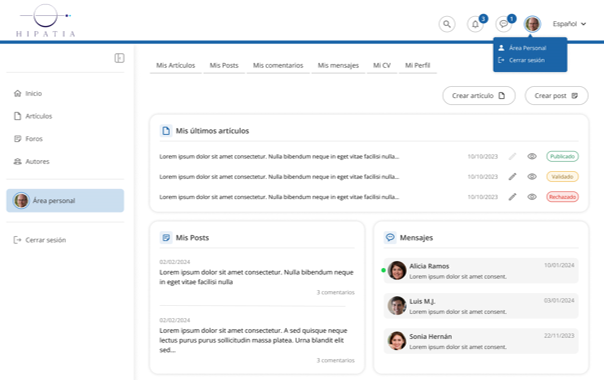 HIPATIA
3
1
Español
Área Personal
Cerrar sesión
Mis Artículos
Mis Posts
Mis comentarios
Mis mensajes
Mi CV
Mi Perfil
Inicio
Artículos
Foros
Autores
Área personal
Cerrar sesión
Crear artículo
Crear post
Mis últimos artículos
Lorem ipsum dolor sit amet consectetur. Nulla bibendum neque in eget vitae facilisi nulla... 10/10/2023 Publicado
Lorem ipsum dolor sit amet consectetur. Nulla bibendum neque in eget vitae facilisi nulla... 10/10/2023 Validado
Lorem ipsum dolor sit amet consectetur. Nulla bibendum neque in eget vitae facilisi nulla... 10/10/2023 Rechazado
Mis Posts
02/02/2024
Lorem ipsum dolor sit amet consectetur. Nulla bibendum neque
in eget vitae facilisi nulla
3 comentarios
02/02/2024
Lorem ipsum dolor sit amet consectetur. A sed quisque neque
lectus purus purus sollicitudin massa platea. Urna blandit elit
sed...
3 comentarios
Mensajes
Alicia Ramos 10/01/2024
Lorem ipsum dolor sit amet consent.
Luis M.J. 03/01/2024
Lorem ipsum dolor sit amet consent.
Sonia Hernán 22/11/2023
Lorem ipsum dolor sit amet consent.